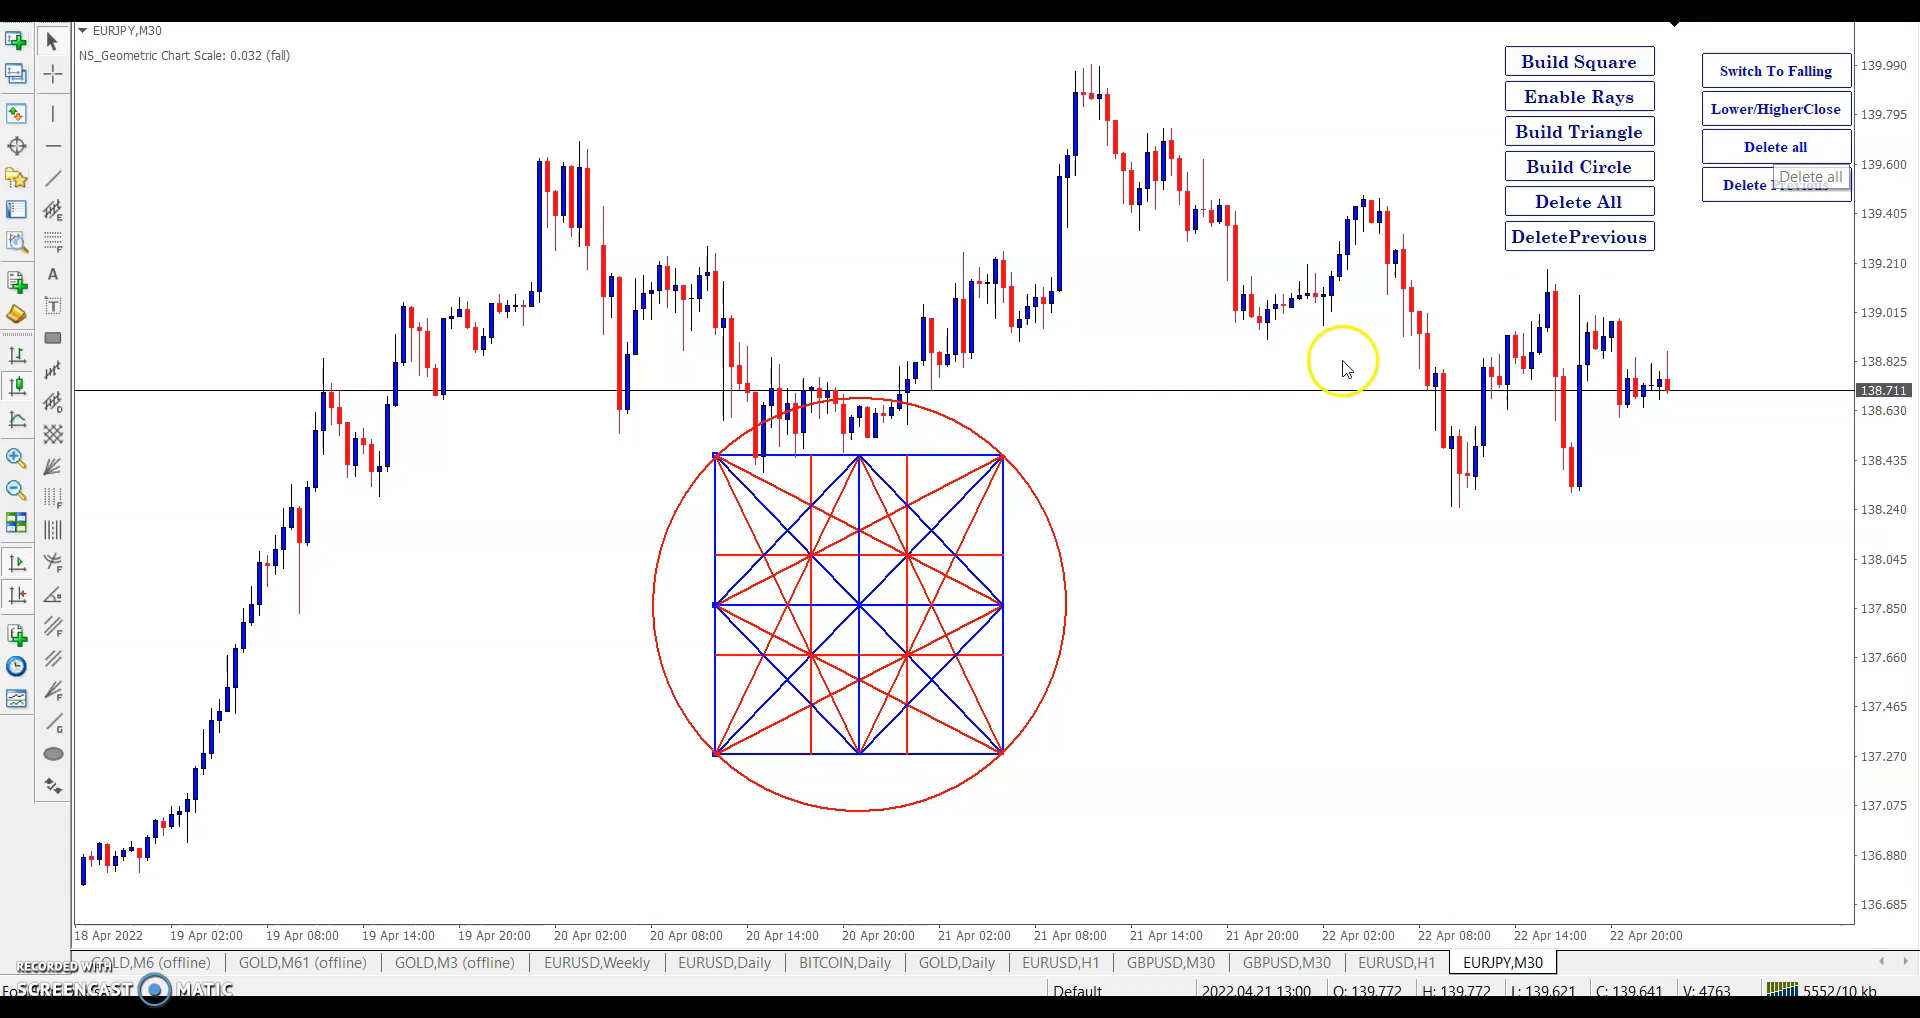 EURJPY,M30
NS_Geometric Chart Scale: 0.032 (fall)
Build Square
Enable Rays
Build Triangle
Build Circle
Delete All
DeletePrevious
Switch To Falling
Lower/HigherClose
Delete all
Delete Previous
Delete all
139.990
139.795
139.600
139.405
139.210
139.015
138.825
138.711
138.630
138.435
138.240
138.045
137.850
137.660
137.465
137.270
137.075
136.880
136.685
18 Apr 2022 19 Apr 02:00 19 Apr 08:00 19 Apr 14:00 19 Apr 20:00 20 Apr 02:00 20 Apr 08:00 20 Apr 14:00 20 Apr 20:00 21 Apr 02:00 21 Apr 08:00 21 Apr 14:00 21 Apr 20:00 22 Apr 02:00 22 Apr 08:00 22 Apr 14:00 22 Apr 20:00
GOLD,M6 (offline) GOLD,M61 (offline) GOLD,M3 (offline) EURUSD,Weekly EURUSD,Daily BITCOIN,Daily GOLD,Daily EURUSD,H1 GBPUSD,M30 GBPUSD,M30 EURUSD,H1 EURJPY,M30
RECORDED WITH
SCREENCAST MATIC
Default 2022.04.21 13:00 O: 139.772 H: 139.772 L: 139.621 C: 139.641 V: 4763 5552/10 kb